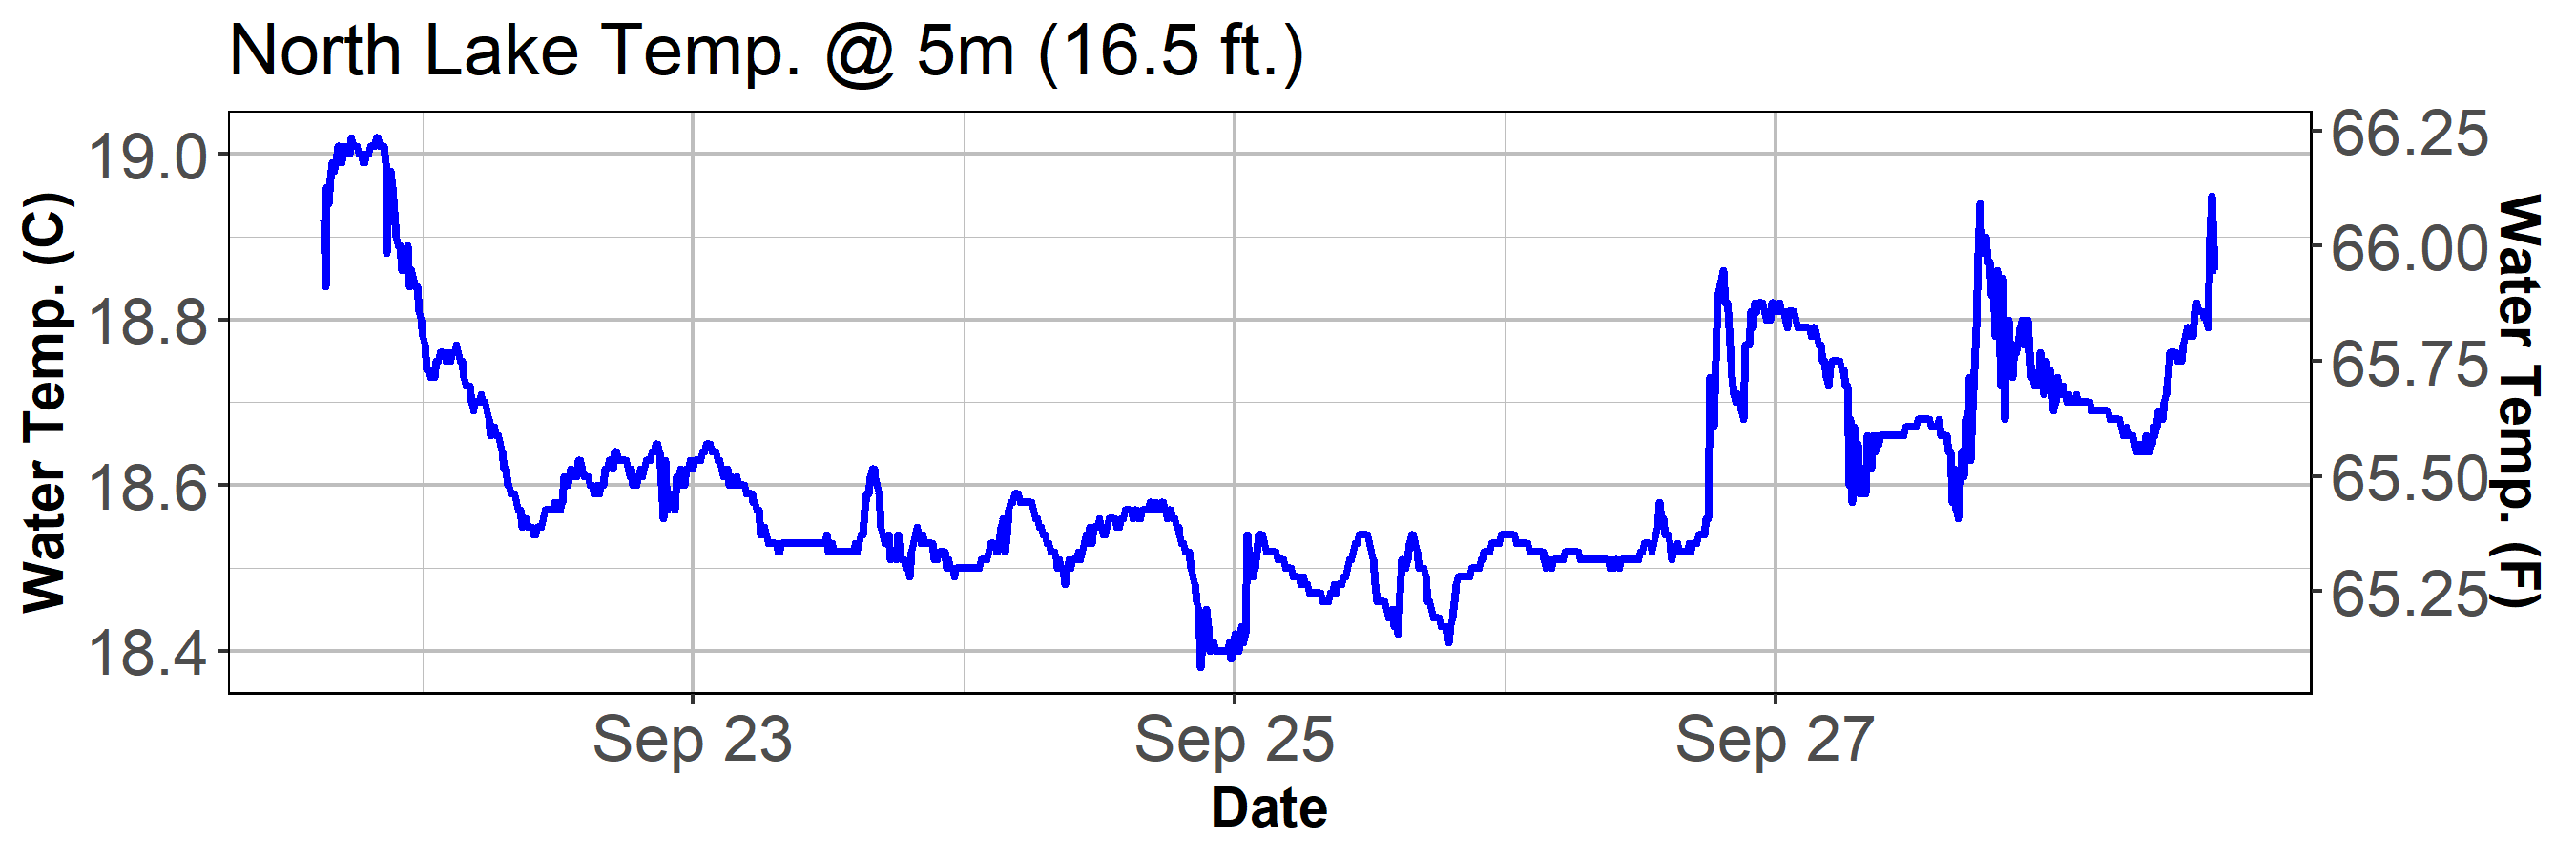 North Lake Temp. @ 5m (16.5 ft.)
Water Temp. (C)
19.0
18.8
18.6
18.4
66.25
66.00
65.75
65.50
65.25
Water Temp. (F)
Sep 23
Sep 25
Sep 27
Date